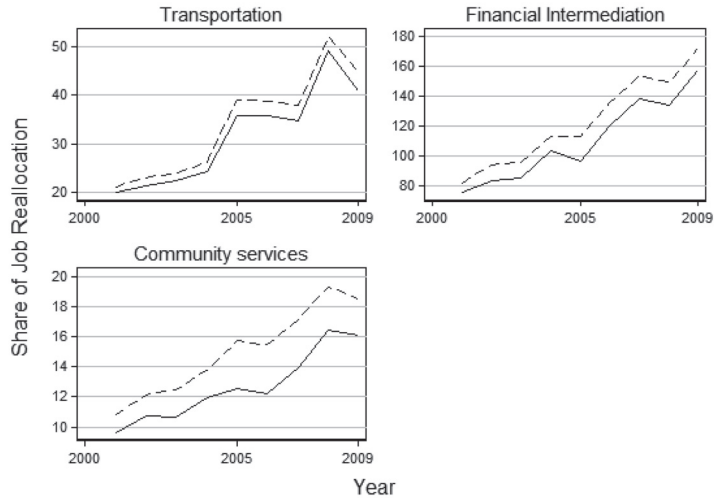 Transportation
50
40
30
20
2000 2005 2009
Financial Intermediation
180
160
140
120
100
80
2000 2005 2009
Community services
20
18
16
14
12
10
2000 2005 2009
Share of Job Reallocation
Year